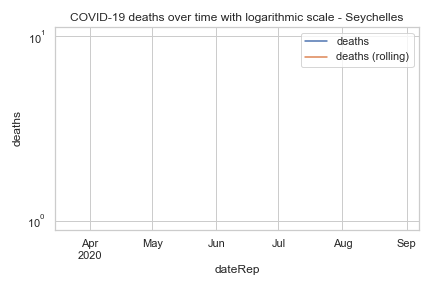 COVID-19 deaths over time with logarithmic scale - Seychelles
10¹
deaths
deaths (rolling)
deaths
10⁰
Apr May Jun Jul Aug Sep
2020
dateRep